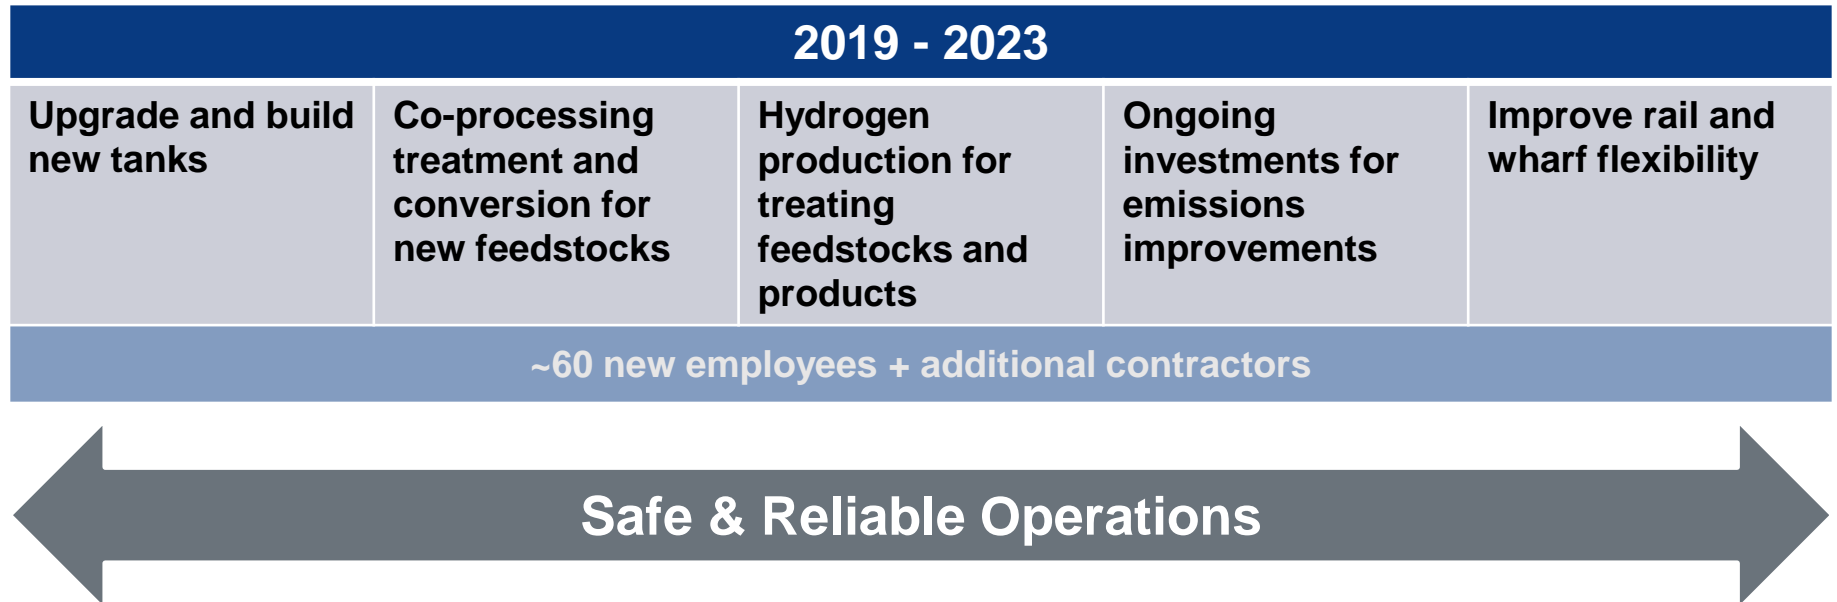 2019 - 2023
Upgrade and build
new tanks
Co-processing
treatment and
conversion for
new feedstocks
Hydrogen
production for
treating
feedstocks and
products
Ongoing
investments for
emissions
improvements
Improve rail and
wharf flexibility
~60 new employees + additional contractors
Safe & Reliable Operations